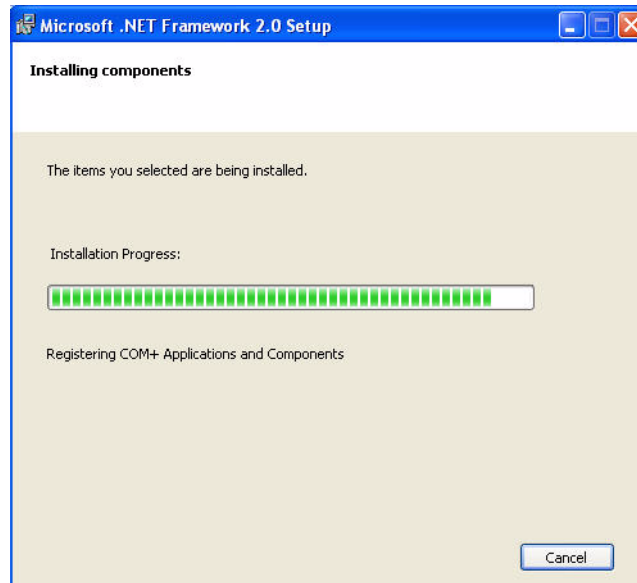 Microsoft .NET Framework 2.0 Setup
Installing components
The items you selected are being installed.
Installation Progress:
Registering COM+ Applications and Components
Cancel